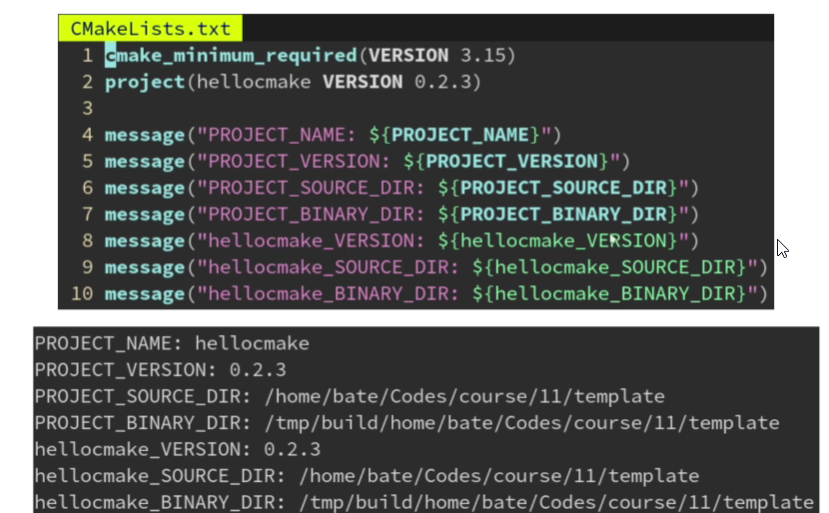 CMakeLists.txt
1 cmake_minimum_required(VERSION 3.15)
2 project(hellocmake VERSION 0.2.3)
3
4 message("PROJECT_NAME: ${PROJECT_NAME}")
5 message("PROJECT_VERSION: ${PROJECT_VERSION}")
6 message("PROJECT_SOURCE_DIR: ${PROJECT_SOURCE_DIR}")
7 message("PROJECT_BINARY_DIR: ${PROJECT_BINARY_DIR}")
8 message("hellocmake_VERSION: ${hellocmake_VERSION}")
9 message("hellocmake_SOURCE_DIR: ${hellocmake_SOURCE_DIR}")
10 message("hellocmake_BINARY_DIR: ${hellocmake_BINARY_DIR}")
PROJECT_NAME: hellocmake
PROJECT_VERSION: 0.2.3
PROJECT_SOURCE_DIR: /home/bate/Codes/course/11/template
PROJECT_BINARY_DIR: /tmp/build/home/bate/Codes/course/11/template
hellocmake_VERSION: 0.2.3
hellocmake_SOURCE_DIR: /home/bate/Codes/course/11/template
hellocmake_BINARY_DIR: /tmp/build/home/bate/Codes/course/11/template